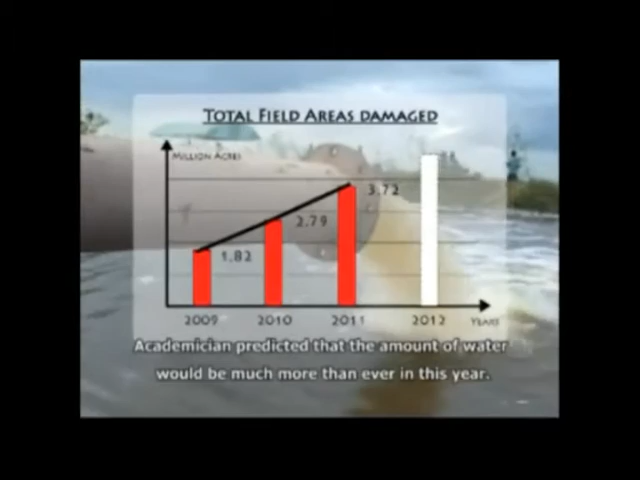 TOTAL FIELD AREAS DAMAGED
MILLION ACRES
3.72
2.79
1.82
2009 2010 2011 2012 YEARS
Academician predicted that the amount of water
would be much more than ever in this year.